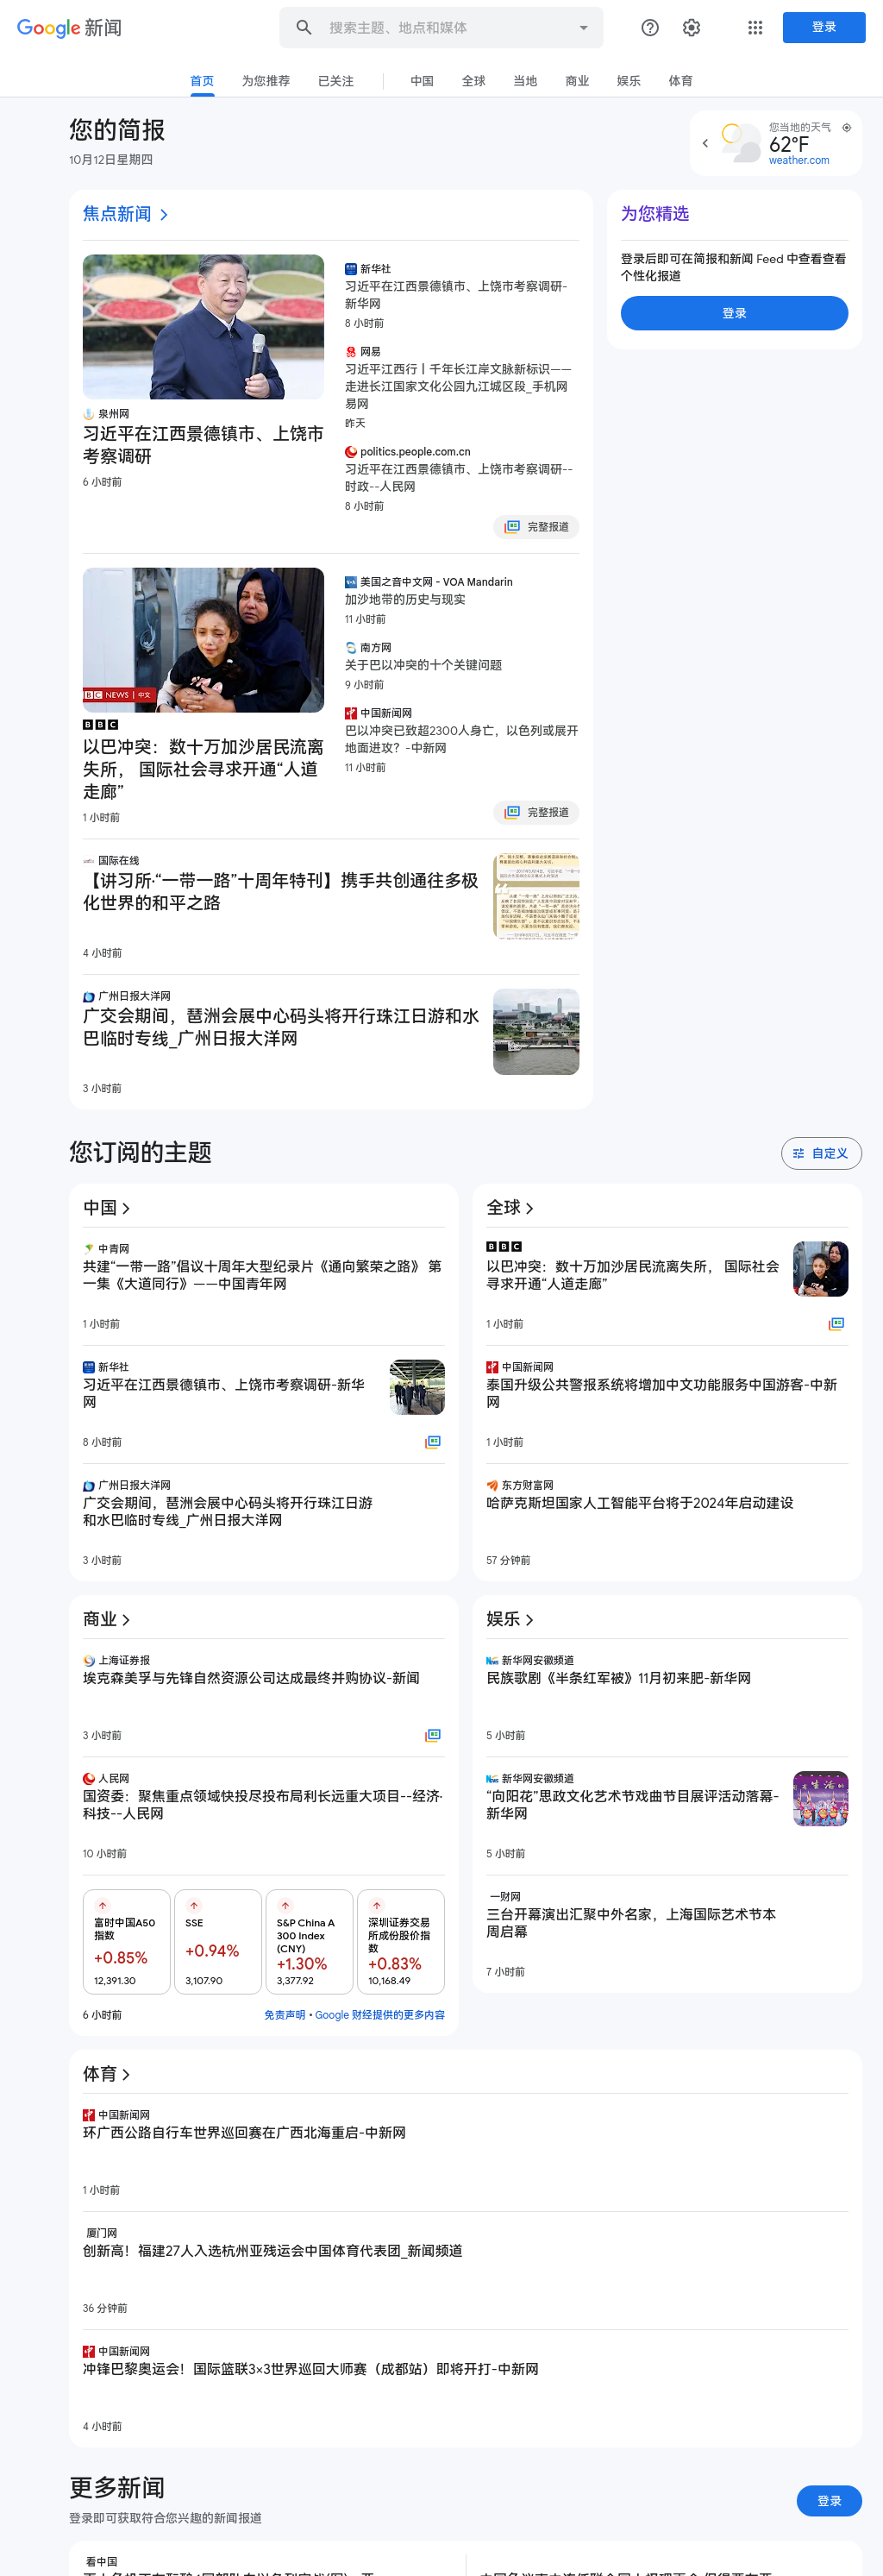 Google 新闻
搜索主题、地点和媒体
登录
首页
为您推荐
已关注
中国
全球
当地
商业
娱乐
体育
您的简报
10月12日星期四
您当地的天气
62°F
weather.com
焦点新闻
泉州网
习近平在江西景德镇市、上饶市
考察调研
6 小时前
新华社
习近平在江西景德镇市、上饶市考察调研-
新华网
8 小时前
网易
习近平江西行丨千年长江岸文脉新标识——
走进长江国家文化公园九江城区段_手机网
易网
昨天
politics.people.com.cn
习近平在江西景德镇市、上饶市考察调研--
时政--人民网
8 小时前
完整报道
为您精选
登录后即可在简报和新闻 Feed 中查看查看
个性化报道
登录
BBC NEWS 中文
BBC
以巴冲突：数十万加沙居民流离
失所， 国际社会寻求开通“人道
走廊”
1 小时前
美国之音中文网 - VOA Mandarin
加沙地带的历史与现实
11 小时前
南方网
关于巴以冲突的十个关键问题
9 小时前
中国新闻网
巴以冲突已致超2300人身亡，以色列或展开
地面进攻？-中新网
11 小时前
完整报道
国际在线
【讲习所·“一带一路”十周年特刊】携手共创通往多极
化世界的和平之路
4 小时前
广州日报大洋网
广交会期间，琶洲会展中心码头将开行珠江日游和水
巴临时专线_广州日报大洋网
3 小时前
您订阅的主题
自定义
中国
中青网
共建“一带一路”倡议十周年大型纪录片《通向繁荣之路》 第
一集《大道同行》——中国青年网
1 小时前
新华社
习近平在江西景德镇市、上饶市考察调研-新华
网
8 小时前
广州日报大洋网
广交会期间，琶洲会展中心码头将开行珠江日游
和水巴临时专线_广州日报大洋网
3 小时前
全球
BBC
以巴冲突：数十万加沙居民流离失所， 国际社会
寻求开通“人道走廊”
1 小时前
中国新闻网
泰国升级公共警报系统将增加中文功能服务中国游客-中新
网
1 小时前
东方财富网
哈萨克斯坦国家人工智能平台将于2024年启动建设
57 分钟前
商业
上海证券报
埃克森美孚与先锋自然资源公司达成最终并购协议-新闻
3 小时前
人民网
国资委：聚焦重点领域快投尽投布局利长远重大项目--经济·
科技--人民网
10 小时前
富时中国A50
指数
+0.85%
12,391.30
SSE
+0.94%
3,107.90
S&P China A
300 Index
(CNY)
+1.30%
3,377.92
深圳证券交易
所成份股价指
数
+0.83%
10,168.49
6 小时前
免责声明 • Google 财经提供的更多内容
娱乐
新华网安徽频道
民族歌剧《半条红军被》11月初来肥-新华网
5 小时前
新华网安徽频道
“向阳花”思政文化艺术节戏曲节目展评活动落幕-
新华网
5 小时前
一财网
三台开幕演出汇聚中外名家，上海国际艺术节本
周启幕
7 小时前
体育
中国新闻网
环广西公路自行车世界巡回赛在广西北海重启-中新网
1 小时前
厦门网
创新高！福建27人入选杭州亚残运会中国体育代表团_新闻频道
36 分钟前
中国新闻网
冲锋巴黎奥运会！国际篮联3×3世界巡回大师赛（成都站）即将开打-中新网
4 小时前
更多新闻
登录即可获取符合您兴趣的新闻报道
登录
看中国